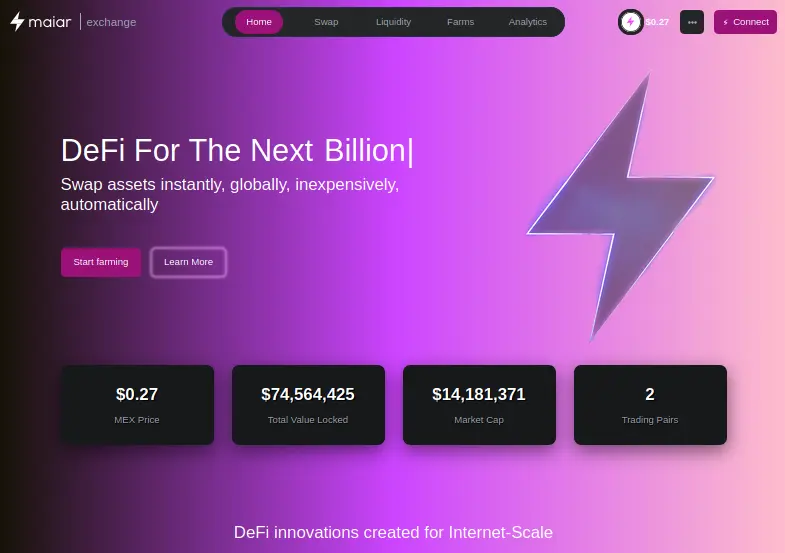 maiar exchange
Home Swap Liquidity Farms Analytics
$0.27
Connect
DeFi For The Next Billion|
Swap assets instantly, globally, inexpensively,
automatically
Start farming Learn More
$0.27 $74,564,425 $14,181,371 2
MEX Price Total Value Locked Market Cap Trading Pairs
DeFi innovations created for Internet-Scale